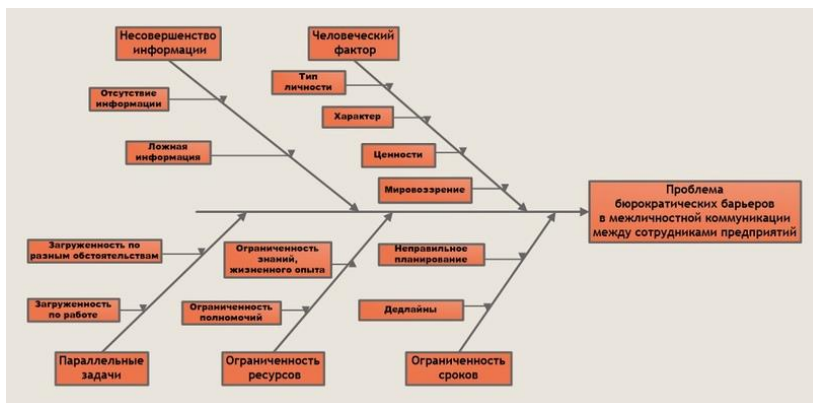 Несовершенство
информации
Человеческий
фактор
Отсутствие
информации
Тип
личности
Характер
Ложная
информация
Ценности
Мировоззрение
Проблема
бюрократических барьеров
в межличностной коммуникации
между сотрудниками предприятий
Загруженность по
разным обстоятельствам
Ограниченность
знаний,
жизненного опыта
Неправильное
планирование
Загруженность
по работе
Ограниченность
полномочий
Дедлайны
Параллельные
задачи
Ограниченность
ресурсов
Ограниченность
сроков